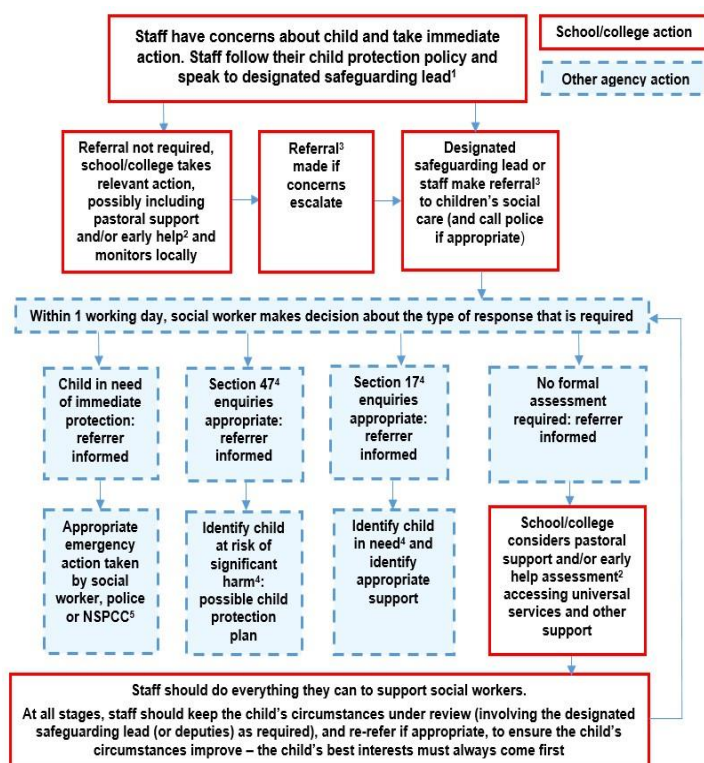 Staff have concerns about child and take immediate
action. Staff follow their child protection policy and
speak to designated safeguarding lead¹
School/college action
Other agency action
Referral not required,
school/college takes
relevant action,
possibly including
pastoral support
and/or early help² and
monitors locally
Referral³
made if
concerns
escalate
Designated
safeguarding lead or
staff make referral³
to children’s social
care (and call police
if appropriate)
Within 1 working day, social worker makes decision about the type of response that is required
Child in need
of immediate
protection:
referrer
informed
Section 47⁴
enquiries
appropriate:
referrer
informed
Section 17⁴
enquiries
appropriate:
referrer
informed
No formal
assessment
required: referrer
informed
Appropriate
emergency
action taken
by social
worker, police
or NSPCC⁵
Identify child
at risk of
significant
harm⁴:
possible child
protection
plan
Identify child
in need⁴ and
identify
appropriate
support
School/college
considers pastoral
support and/or early
help assessment²
accessing universal
services and other
support
Staff should do everything they can to support social workers.
At all stages, staff should keep the child’s circumstances under review (involving the designated
safeguarding lead (or deputies) as required), and re-refer if appropriate, to ensure the child’s
circumstances improve – the child’s best interests must always come first